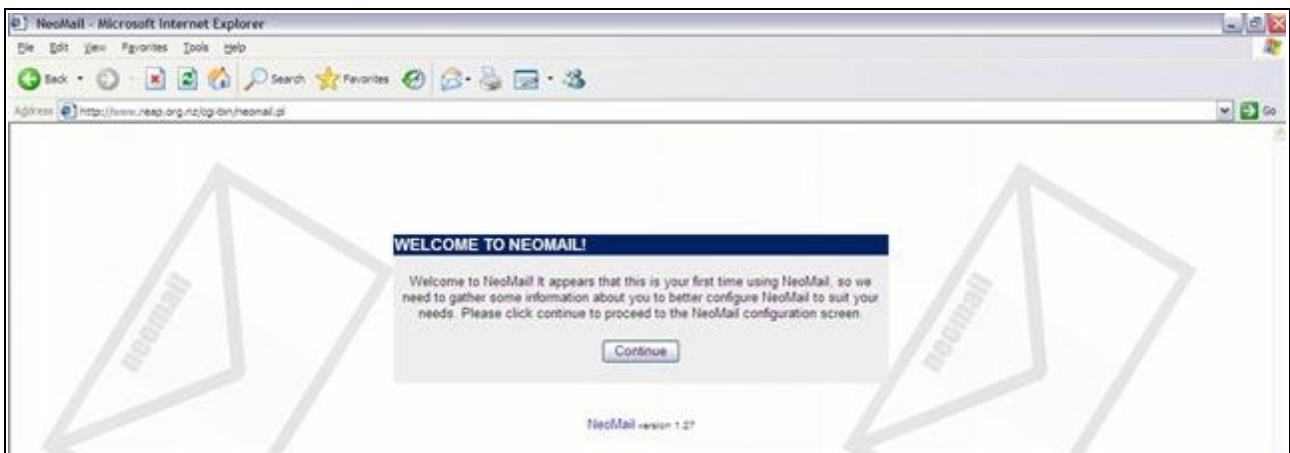 NeoMail - Microsoft Internet Explorer
File Edit View Favorites Tools Help
Back Search Favorites
Address http://www.reap.org.nz/cgi-bin/neomail.pl Go
WELCOME TO NEOMAIL!
Welcome to NeoMail! It appears that this is your first time using NeoMail, so we
need to gather some information about you to better configure NeoMail to suit your
needs. Please click continue to proceed to the NeoMail configuration screen.
Continue
neomail
neomail
NeoMail version 1.27